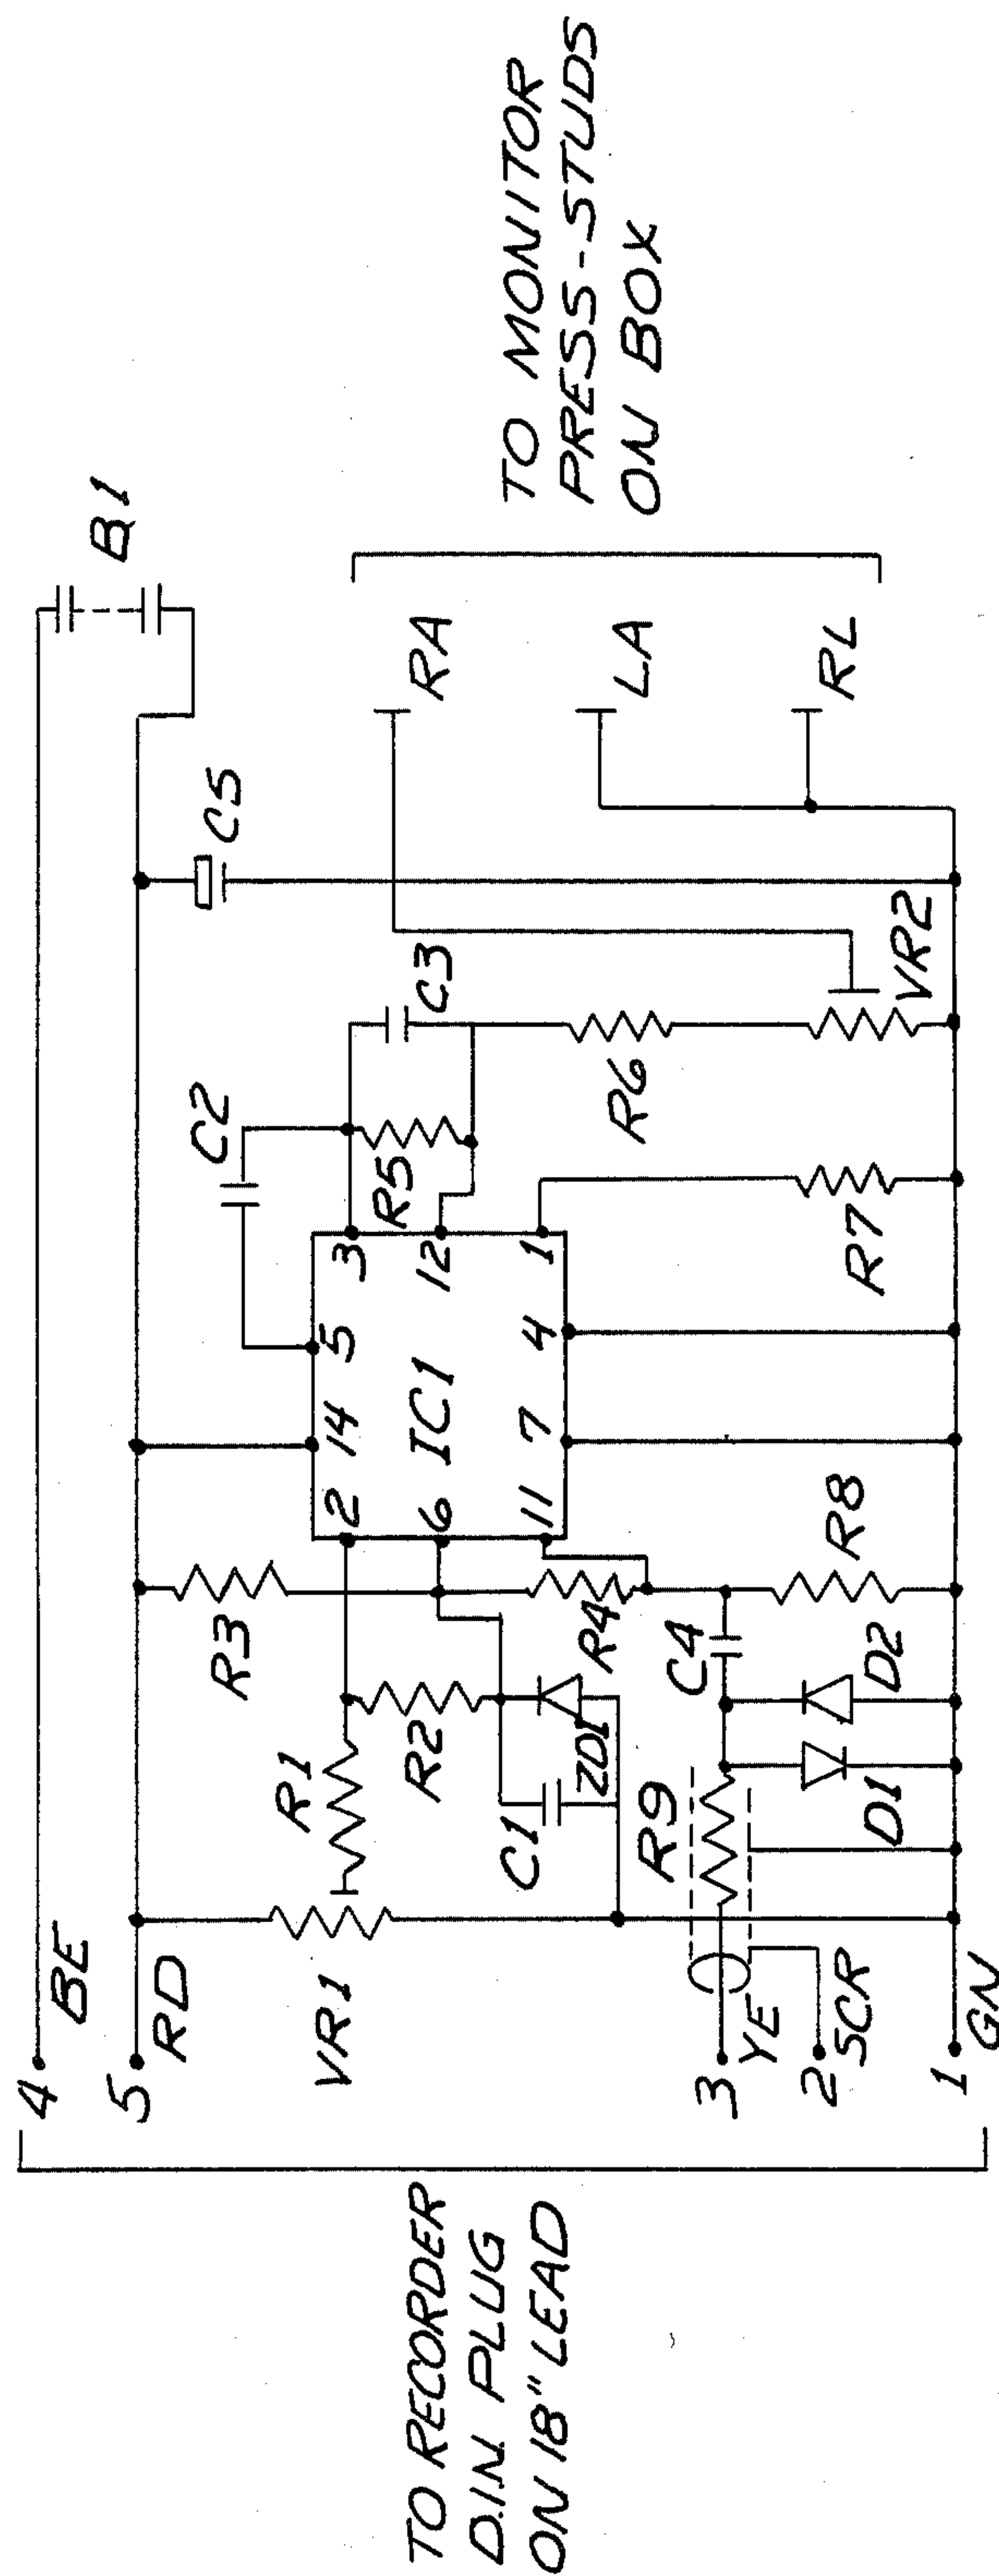 4 BE
5 RD
B1
C5
C2
C3
R3
R1
VR1
R2
2
14
5
3
6
IC1
12
R5
11
7
4
1
C1
ZD1
R4
R6
R7
VR2
RA
LA
RL
R9
C4
R8
D1
D2
3 YE
2 SCR
1 GN
TO RECORDER
D.I.N. PLUG
ON 18" LEAD
TO MONITOR
PRESS-STUDS
ON BOX